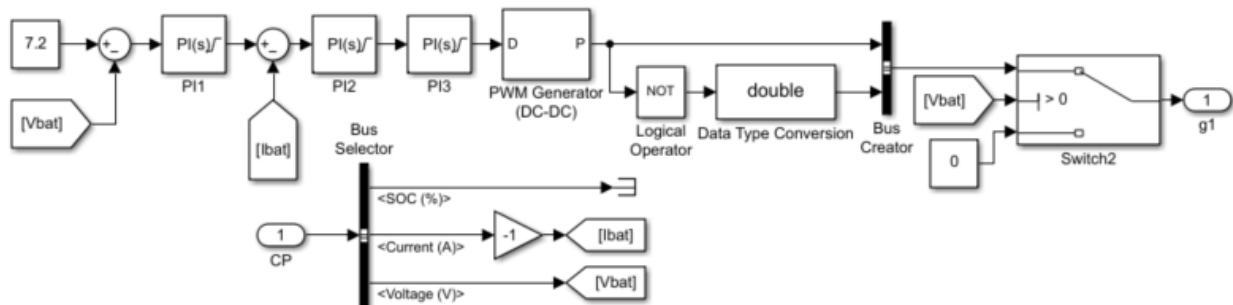 7.2
+
−
PI(s)
PI1
[Vbat]
+
−
[Ibat]
PI(s)
PI2
PI(s)
PI3
D
P
PWM Generator
(DC-DC)
NOT
Logical
Operator
double
Data Type Conversion
Bus
Creator
[Vbat]
> 0
0
Switch2
1
g1
Bus
Selector
<SOC (%)>
1
CP
<Current (A)>
-1
[Ibat]
<Voltage (V)>
[Vbat]